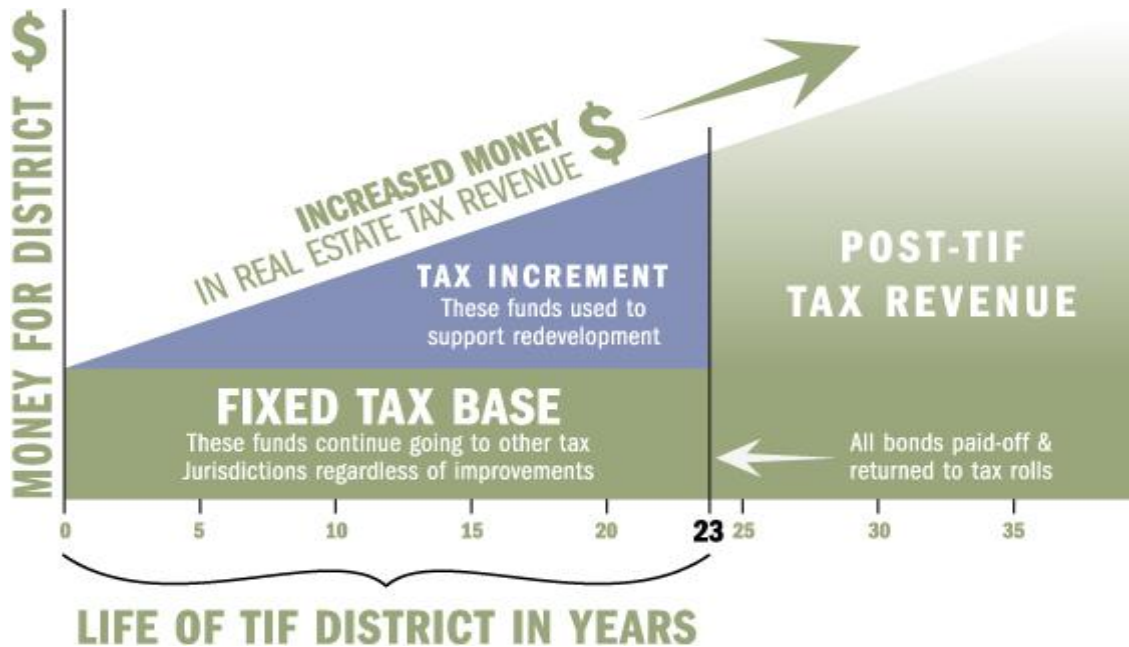 MONEY FOR DISTRICT $
INCREASED MONEY
IN REAL ESTATE TAX REVENUE
$
TAX INCREMENT
These funds used to
support redevelopment
POST-TIF
TAX REVENUE
FIXED TAX BASE
These funds continue going to other tax
Jurisdictions regardless of improvements
All bonds paid-off &
returned to tax rolls
0 5 10 15 20 23 25 30 35
LIFE OF TIF DISTRICT IN YEARS